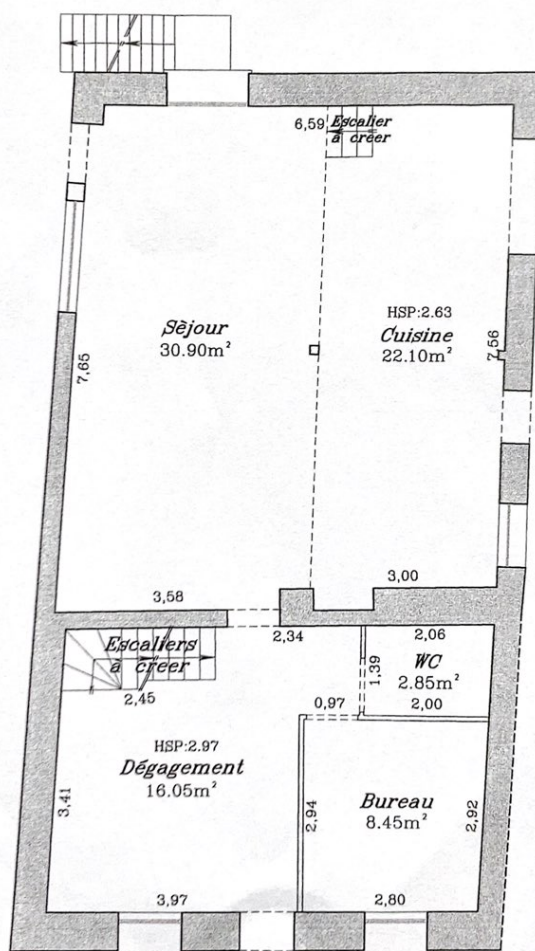 6,59
Escalier
à créer
Sèjour
30.90m²
HSP:2.63
Cuisine
22.10m²
7,65
7,56
3,58
3,00
Escaliers
à créer
2,45
2,34
2,06
WC
2.85m²
1,39
0,97
2,00
HSP:2.97
Dégagement
16.05m²
3,41
Bureau
8.45m²
2,94
2,92
3,97
2,80